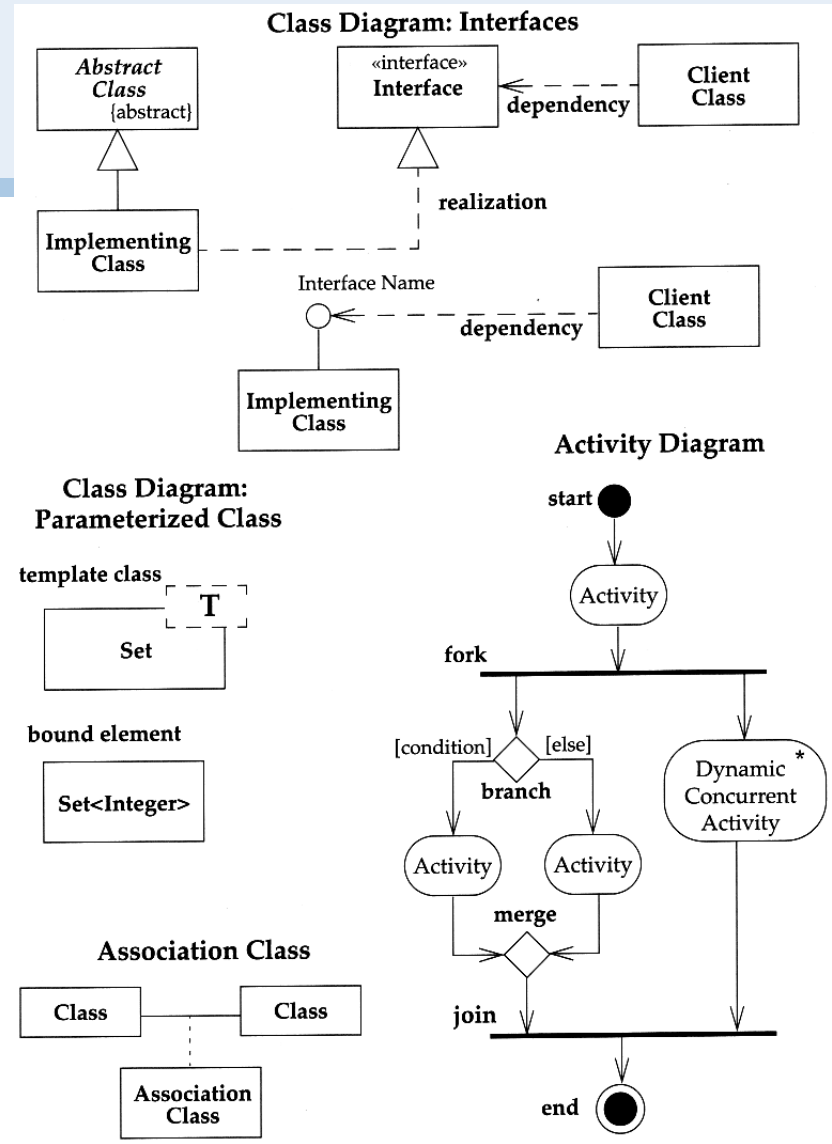 Class Diagram: Interfaces
Abstract
Class
{abstract}
«interface»
Interface
Client
Class
dependency
realization
Implementing
Class
Interface Name
Client
Class
dependency
Implementing
Class
Class Diagram:
Parameterized Class
template class
T
Set
bound element
Set<Integer>
Association Class
Class
Class
Association
Class
Activity Diagram
start
Activity
fork
[condition]
[else]
branch
Dynamic *
Concurrent
Activity
Activity
Activity
merge
join
end